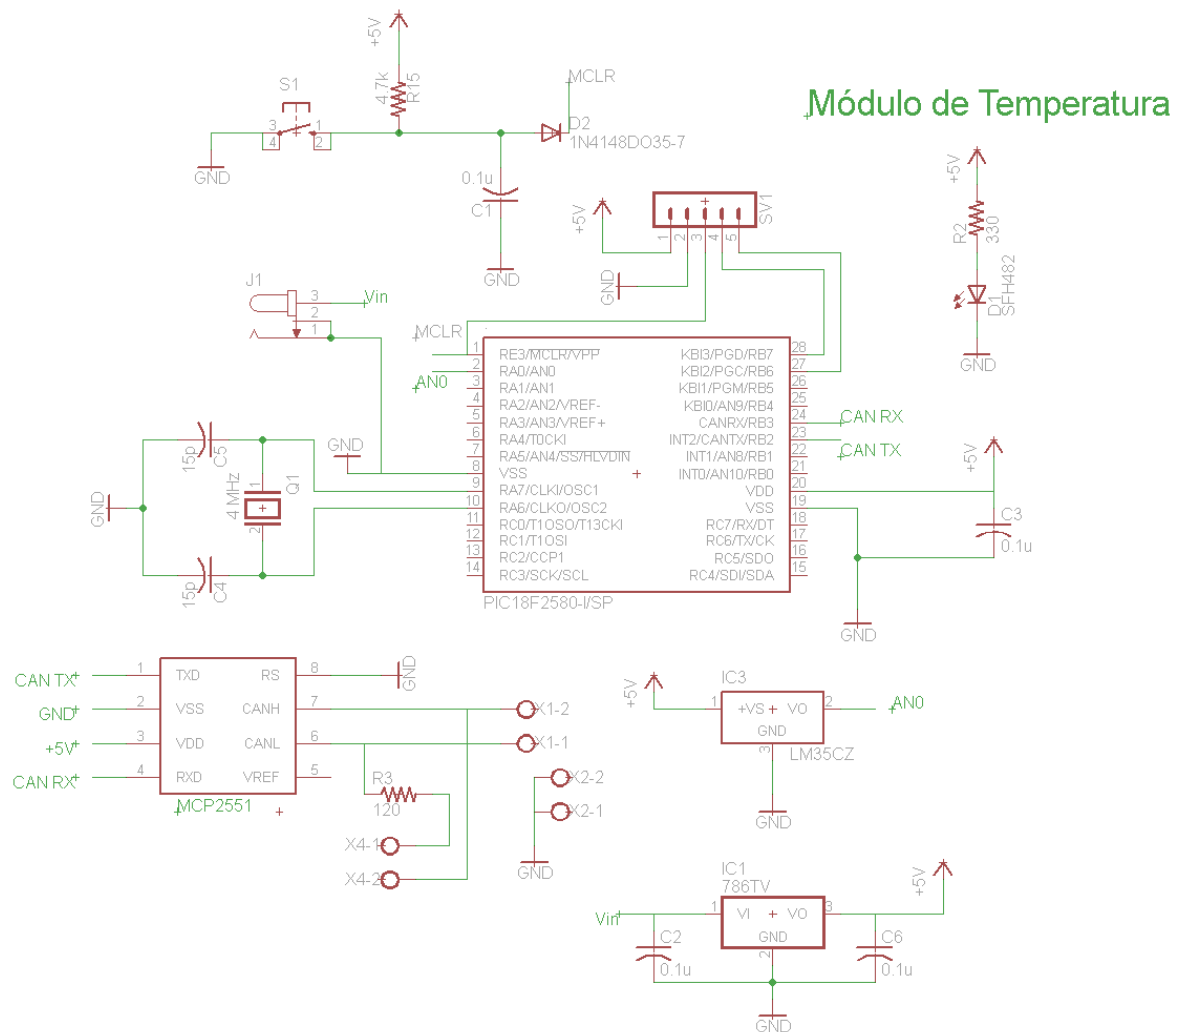 Módulo de Temperatura
+5V
4.7k
R15
S1
3
4
1
2
GND
MCLR
D2
1N4148DO35-7
0.1u
C1
GND
+5V
SV1
1
2
3
4
5
GND
+5V
R2
330
D1
SFH482
GND
J1
3
2
1
Vin
MCLR
AN0
GND
1 RE3/MCLR/VPP
2 RA0/AN0
3 RA1/AN1
4 RA2/AN2/VREF-
5 RA3/AN3/VREF+
6 RA4/T0CKI
7 RA5/AN4/SS/HLVDIN
8 VSS
9 RA7/CLKI/OSC1
10 RA6/CLKO/OSC2
11 RC0/T1OSO/T13CKI
12 RC1/T1OSI
13 RC2/CCP1
14 RC3/SCK/SCL
KBI3/PGD/RB7 28
KBI2/PGC/RB6 27
KBI1/PGM/RB5 26
KBI0/AN9/RB4 25
CANRX/RB3 24
INT2/CANTX/RB2 23
INT1/AN8/RB1 22
INT0/AN10/RB0 21
VDD 20
VSS 19
RC7/RX/DT 18
RC6/TX/CK 17
RC5/SDO 16
RC4/SDI/SDA 15
PIC18F2580-I/SP
CAN RX
CAN TX
+5V
C3
0.1u
GND
15p
C5
GND
4 MHz
1
2
Q1
15p
C4
CAN TX 1 TXD RS 8 GND
GND 2 VSS CANH 7 X1-2
+5V 3 VDD CANL 6 X1-1
CAN RX 4 RXD VREF 5
MCP2551
R3
120
X4-1
X4-2
X2-2
X2-1
GND
IC3
+5V
1 +VS VO 2
GND
3
LM35CZ
AN0
GND
IC1
786TV
Vin
1 VI VO 3
GND
2
+5V
C2
0.1u
C6
0.1u
GND